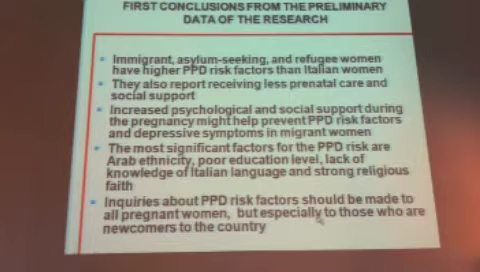 FIRST CONCLUSIONS FROM THE PRELIMINARY
DATA OF THE RESEARCH
Immigrant, asylum-seeking, and refugee women
have higher PPD risk factors than Italian women
They also report receiving less prenatal care and
social support
Increased psychological and social support during
the pregnancy might help prevent PPD risk factors
and depressive symptoms in migrant women
The most significant factors for the PPD risk are
Arab ethnicity, poor education level, lack of
knowledge of Italian language and strong religious
faith
Inquiries about PPD risk factors should be made to
all pregnant women, but especially to those who are
newcomers to the country